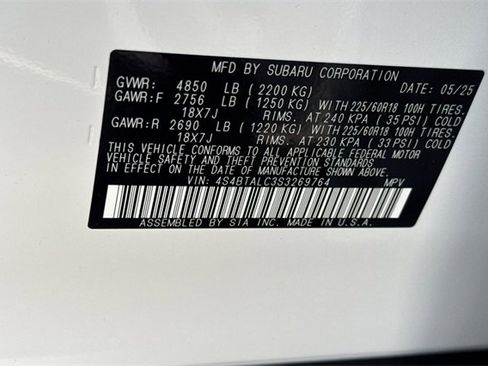 MFD BY SUBARU CORPORATION
GVWR: 4850 LB (2200 KG) DATE: 05/25
GAWR:F 2756 LB (1250 KG) WITH 225/60R18 100H TIRES.
18X7J RIMS. AT 240 KPA (35 PSI) COLD
GAWR:R 2690 LB (1220 KG) WITH 225/60R18 100H TIRES.
18X7J RIMS. AT 230 KPA (33 PSI) COLD
THIS VEHICLE CONFORMS TO ALL APPLICABLE FEDERAL MOTOR
VEHICLE SAFETY AND THEFT PREVENTION STANDARDS
IN EFFECT ON THE DATE OF MANUFACTURE SHOWN ABOVE.
VIN: 4S4BTALC3S3269764 MPV
ASSEMBLED BY SIA INC. MADE IN U.S.A.